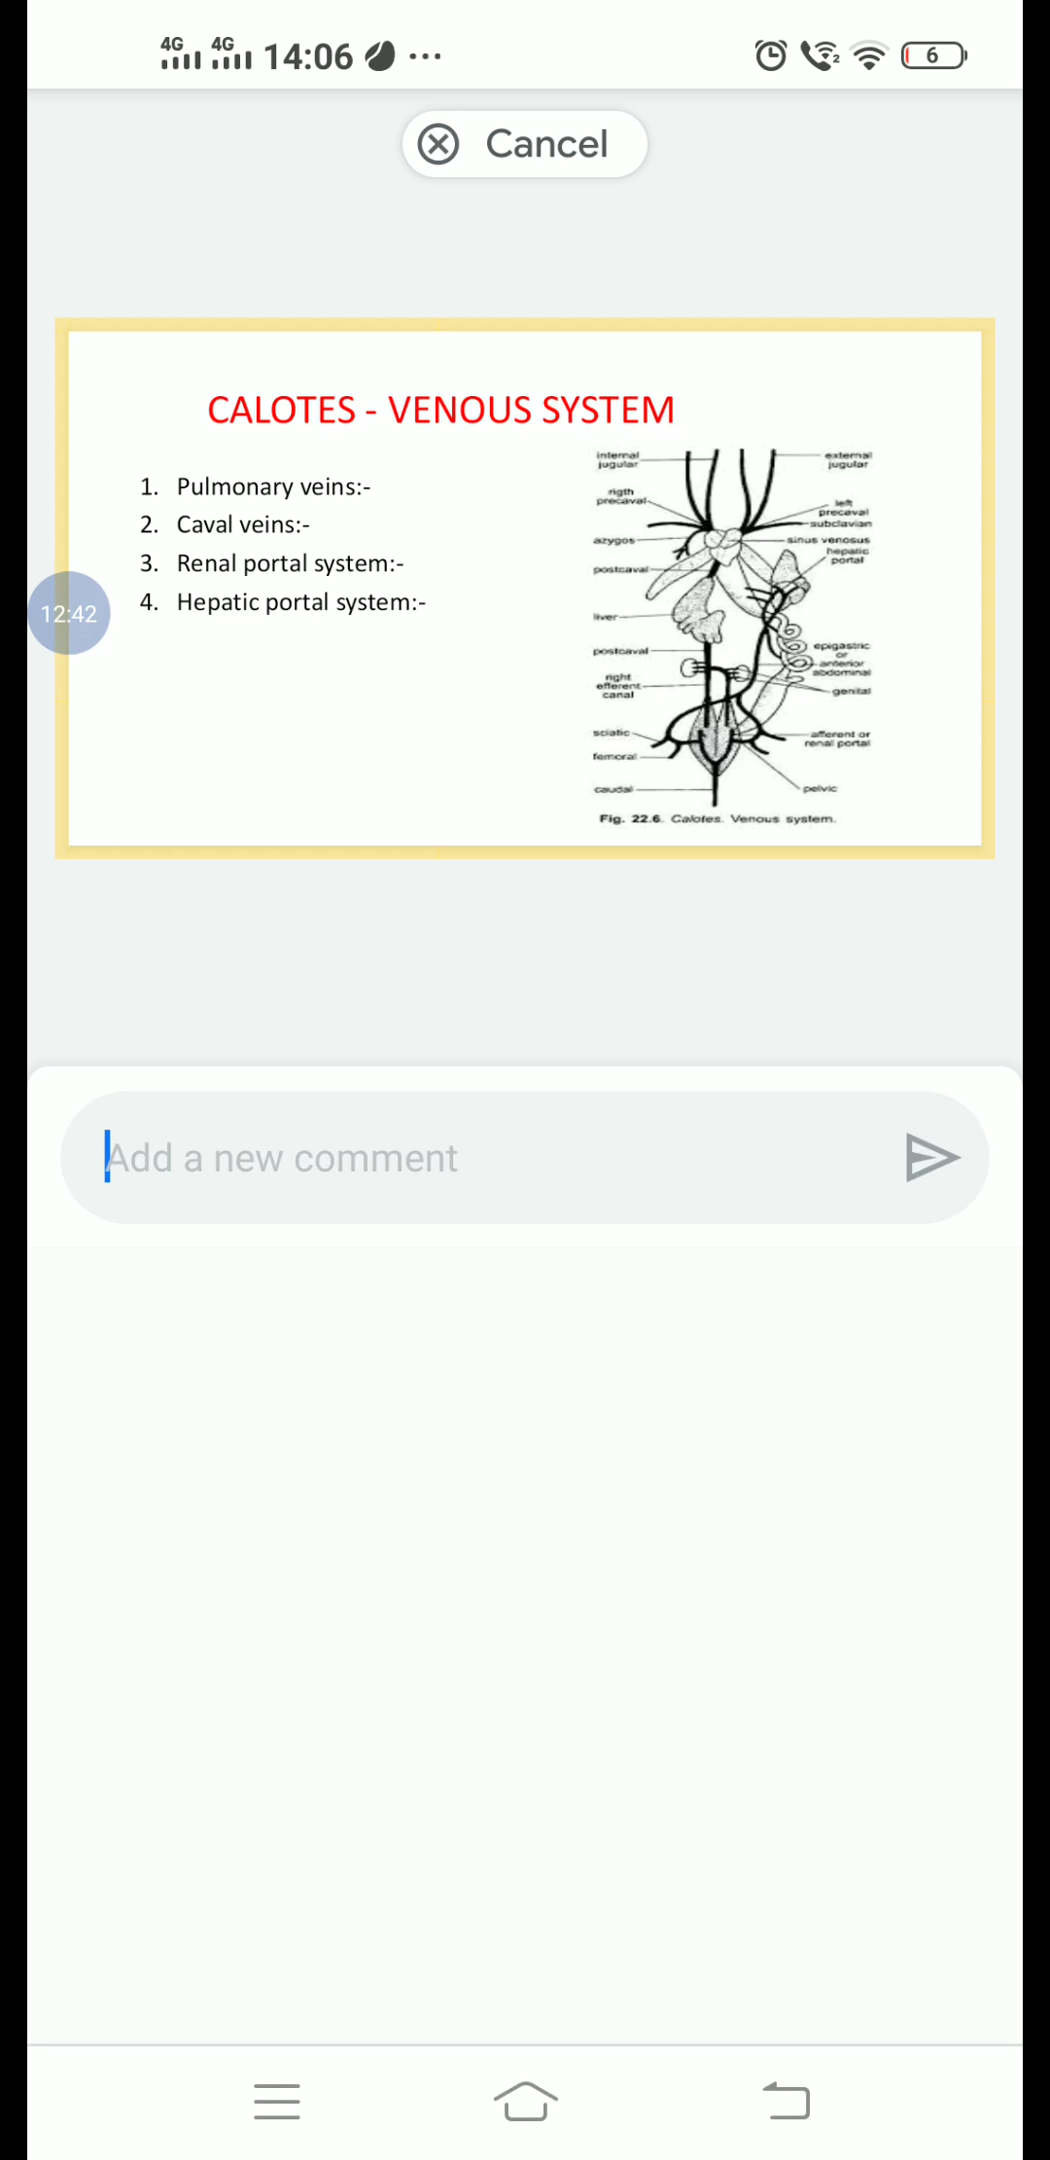 4G 4G 14:06 ... 2 6
Cancel
CALOTES - VENOUS SYSTEM
1. Pulmonary veins:-
2. Caval veins:-
3. Renal portal system:-
4. Hepatic portal system:-
12:42
internal
jugular
external
jugular
rigth
precaval
left
precaval
subclavian
azygos
sinus venosus
hepatic
portal
postcaval
liver
postcaval
epigastric
or
anterior
abdominal
right
efferent
canal
genital
sciatic
afferent or
renal portal
femoral
caudal
pelvic
Fig. 22.6. Calotes. Venous system.
Add a new comment